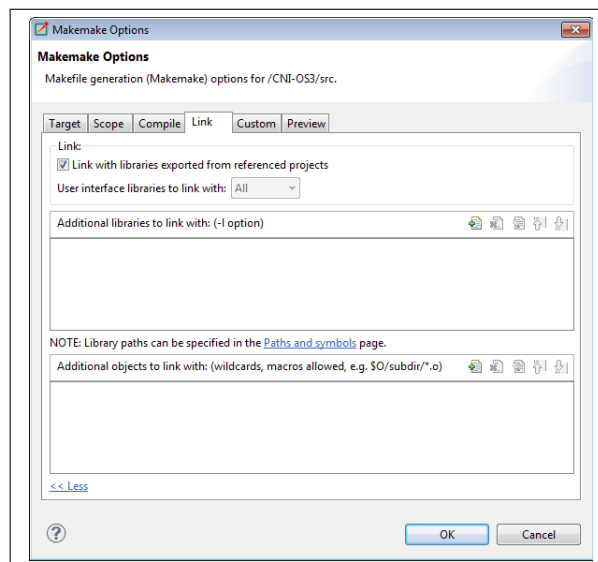 Makemake Options
Makemake Options
Makefile generation (Makemake) options for /CNI-OS3/src.
Target Scope Compile Link Custom Preview
Link:
Link with libraries exported from referenced projects
User interface libraries to link with: All
Additional libraries to link with: (-l option)
NOTE: Library paths can be specified in the Paths and symbols page.
Additional objects to link with: (wildcards, macros allowed, e.g. $O/subdir/*.o)
<< Less
?
OK Cancel